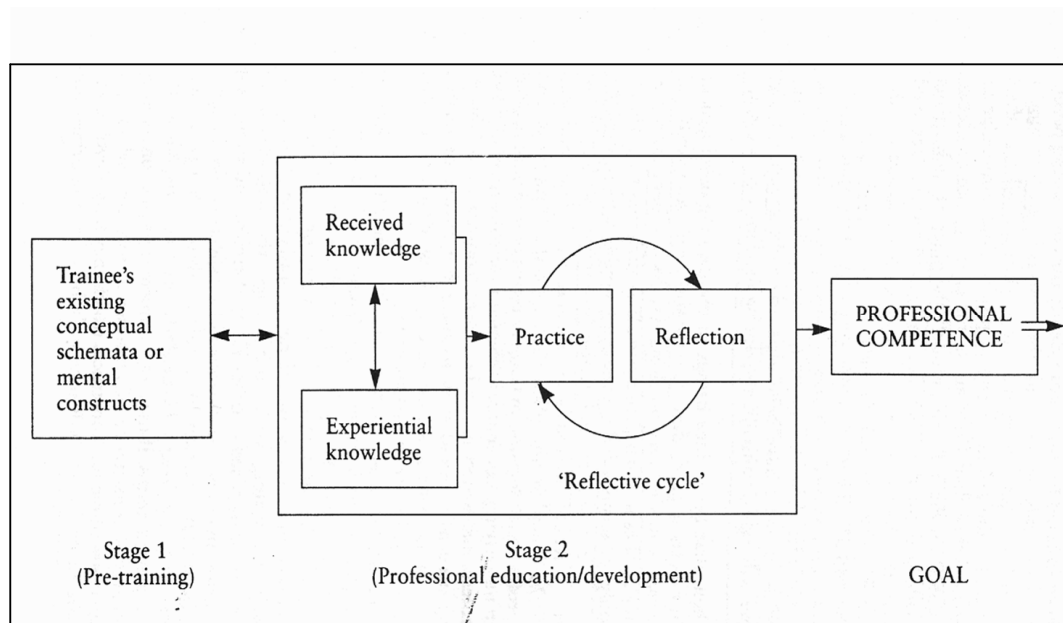 Trainee's
existing
conceptual
schemata or
mental
constructs
Received
knowledge
Experiential
knowledge
Practice
Reflection
'Reflective cycle'
PROFESSIONAL
COMPETENCE
Stage 1
(Pre-training)
Stage 2
(Professional education/development)
GOAL